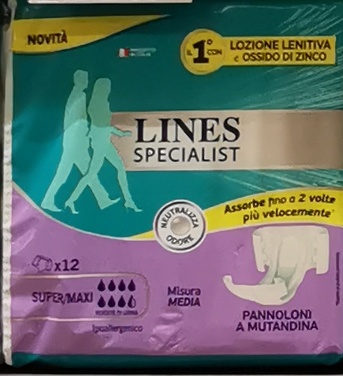 NOVITÀ
IL 1° CON
LOZIONE LENITIVA
e OSSIDO DI ZINCO
LINES
SPECIALIST
Assorbe fino a 2 volte
più velocemente*
NEUTRALIZZA
ODORI
x12
SUPER/MAXI
Misura
MEDIA
Ipoallergenico
PANNOLONI
A MUTANDINA